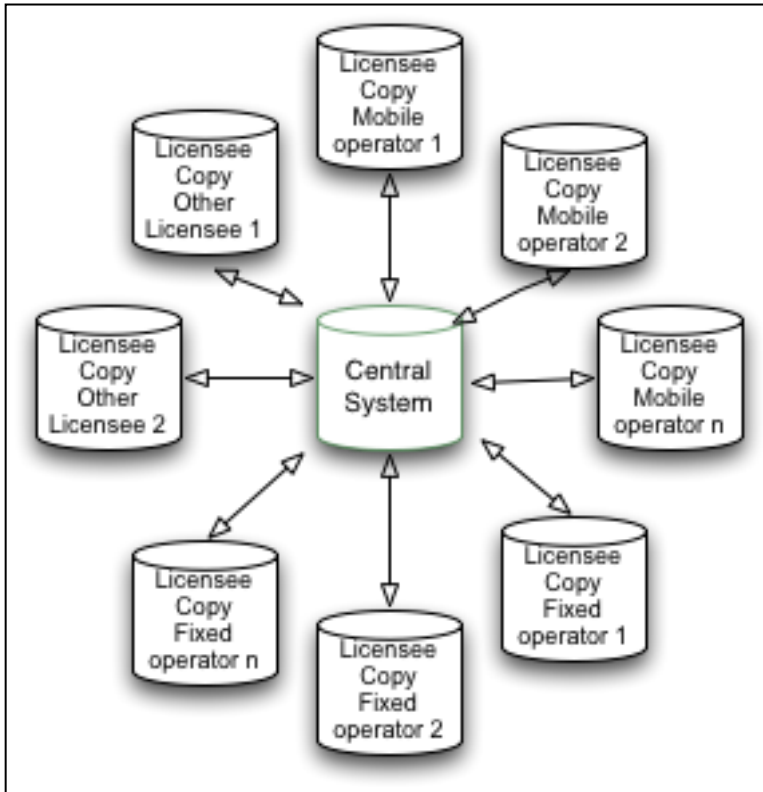 Licensee
Copy
Mobile
operator 1
Licensee
Copy
Other
Licensee 1
Licensee
Copy
Mobile
operator 2
Licensee
Copy
Other
Licensee 2
Central
System
Licensee
Copy
Mobile
operator n
Licensee
Copy
Fixed
operator n
Licensee
Copy
Fixed
operator 2
Licensee
Copy
Fixed
operator 1